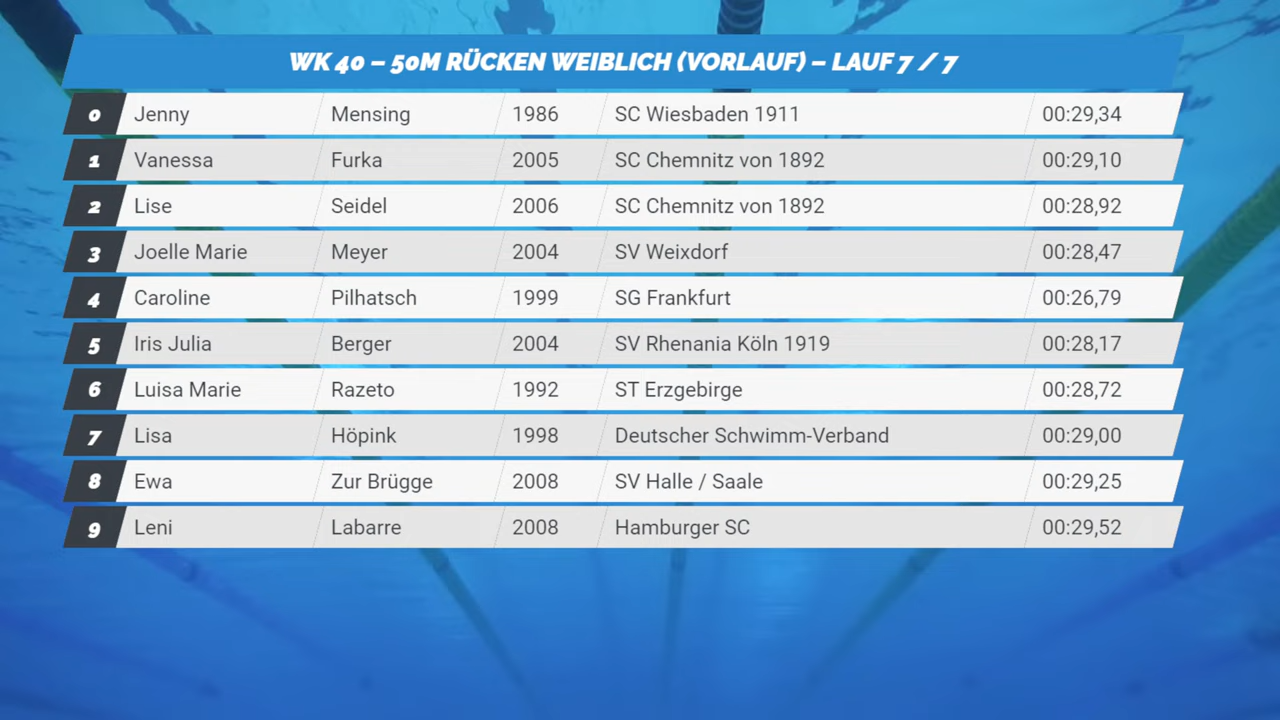 WK 40 – 50M RÜCKEN WEIBLICH (VORLAUF) – LAUF 7 / 7
0 Jenny Mensing 1986 SC Wiesbaden 1911 00:29,34
1 Vanessa Furka 2005 SC Chemnitz von 1892 00:29,10
2 Lise Seidel 2006 SC Chemnitz von 1892 00:28,92
3 Joelle Marie Meyer 2004 SV Weixdorf 00:28,47
4 Caroline Pilhatsch 1999 SG Frankfurt 00:26,79
5 Iris Julia Berger 2004 SV Rhenania Köln 1919 00:28,17
6 Luisa Marie Razeto 1992 ST Erzgebirge 00:28,72
7 Lisa Höpink 1998 Deutscher Schwimm-Verband 00:29,00
8 Ewa Zur Brügge 2008 SV Halle / Saale 00:29,25
9 Leni Labarre 2008 Hamburger SC 00:29,52